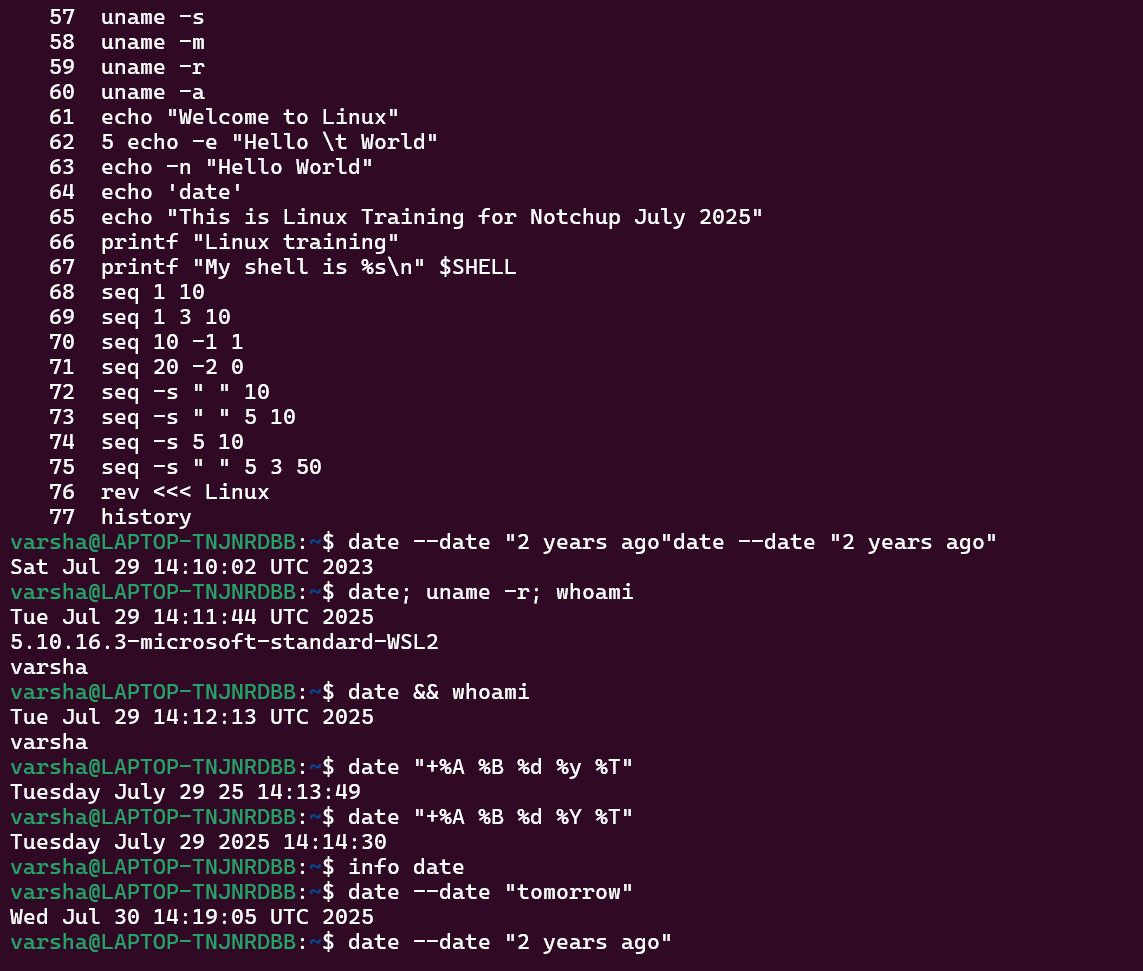 57  uname -s
58  uname -m
59  uname -r
60  uname -a
61  echo "Welcome to Linux"
62  5 echo -e "Hello \t World"
63  echo -n "Hello World"
64  echo 'date'
65  echo "This is Linux Training for Notchup July 2025"
66  printf "Linux training"
67  printf "My shell is %s\n" $SHELL
68  seq 1 10
69  seq 1 3 10
70  seq 10 -1 1
71  seq 20 -2 0
72  seq -s " " 10
73  seq -s " " 5 10
74  seq -s 5 10
75  seq -s " " 5 3 50
76  rev <<< Linux
77  history
varsha@LAPTOP-TNJNRDBB:~$ date --date "2 years ago"date --date "2 years ago"
Sat Jul 29 14:10:02 UTC 2023
varsha@LAPTOP-TNJNRDBB:~$ date; uname -r; whoami
Tue Jul 29 14:11:44 UTC 2025
5.10.16.3-microsoft-standard-WSL2
varsha
varsha@LAPTOP-TNJNRDBB:~$ date && whoami
Tue Jul 29 14:12:13 UTC 2025
varsha
varsha@LAPTOP-TNJNRDBB:~$ date "+%A %B %d %y %T"
Tuesday July 29 25 14:13:49
varsha@LAPTOP-TNJNRDBB:~$ date "+%A %B %d %Y %T"
Tuesday July 29 2025 14:14:30
varsha@LAPTOP-TNJNRDBB:~$ info date
varsha@LAPTOP-TNJNRDBB:~$ date --date "tomorrow"
Wed Jul 30 14:19:05 UTC 2025
varsha@LAPTOP-TNJNRDBB:~$ date --date "2 years ago"